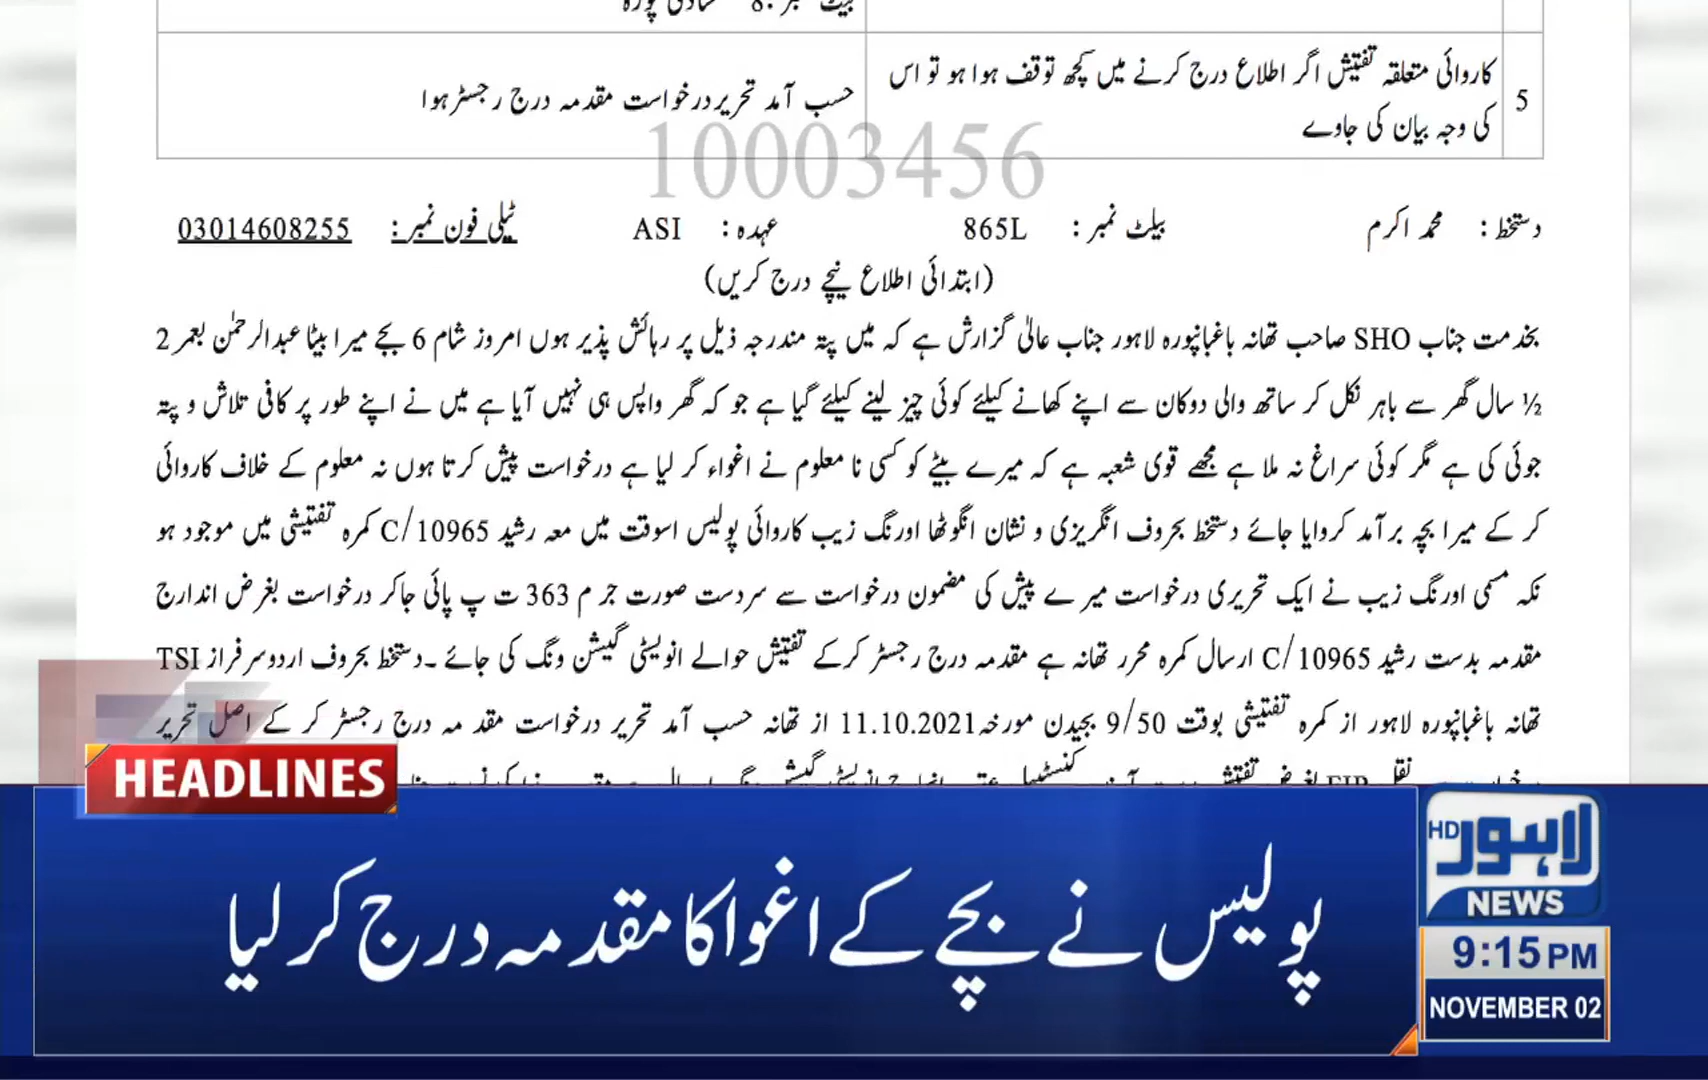 5 کاروائی متعلقہ تفتیش اگر اطلاع درج کرنے میں کچھ توقف ہوا ہو تو اس کی وجہ بیان کی جاوے
حسب آمد تحریر درخواست مقدمہ درج رجسٹر ہوا
10003456
دستخط: محمد اکرم بیلٹ نمبر: 865L عہدہ: ASI ٹیلی فون نمبر: 03014608255
(ابتدائی اطلاع نیچے درج کریں)
بخدمت جناب SHO صاحب تھانہ باغبانپورہ لاہور جناب عالیٰ گزارش ہے کہ میں پتہ مندرجہ ذیل پر رہائش پذیر ہوں امروز شام 6 بجے میرا بیٹا عبدالرحمٰن بعمر 2
½ سال گھر سے باہر نکل کر ساتھ والی دوکان سے اپنے کھانے کیلئے کوئی چیز لینے کیلئے گیا ہے جو کہ گھر واپس ہی نہیں آیا ہے میں نے اپنے طور پر کافی تلاش و پتہ
جوئی کی ہے مگر کوئی سراغ نہ ملا ہے مجھے قوی شعبہ ہے کہ میرے بیٹے کو کسی نا معلوم نے اغواء کر لیا ہے درخواست پیش کرتا ہوں نہ معلوم کے خلاف کاروائی
کر کے میرا بچہ برآمد کروایا جائے دستخط بحروف انگریزی و نشان انگوٹھا اورنگ زیب کاروائی پولیس اسوقت میں معہ رشید 10965/C کمرہ تفتیشی میں موجود ہو
نکہ مسمی اورنگ زیب نے ایک تحریری درخواست میرے پیش کی مضمون درخواست سے سردست صورت جرم 363 ت پ پائی جاکر درخواست بغرض اندراج
مقدمہ بدست رشید 10965/C ارسال کمرہ محرر تھانہ ہے مقدمہ درج رجسٹر کرکے تفتیش حوالے انویسٹی گیشن ونگ کی جائے۔دستخط بحروف اردو سرفراز TSI
تھانہ باغبانپورہ لاہور از کمرہ تفتیشی بوقت 9/50 بجیدن مورخہ 11.10.2021 از تھانہ حسب آمد تحریر درخواست مقد مہ درج رجسٹر کر کے اصل تحریر
HEADLINES
پولیس نے بچے کے اغوا کا مقدمہ درج کرلیا
HD لاہور
NEWS
9:15 PM
NOVEMBER 02